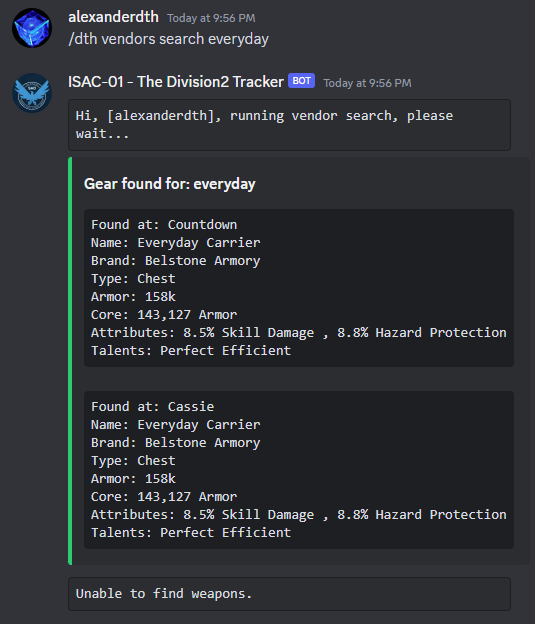 alexanderdth Today at 9:56 PM
/dth vendors search everyday
ISAC-01 - The Division2 Tracker BOT Today at 9:56 PM
Hi, [alexanderdth], running vendor search, please
wait...
Gear found for: everyday
Found at: Countdown
Name: Everyday Carrier
Brand: Belstone Armory
Type: Chest
Armor: 158k
Core: 143,127 Armor
Attributes: 8.5% Skill Damage , 8.8% Hazard Protection
Talents: Perfect Efficient
Found at: Cassie
Name: Everyday Carrier
Brand: Belstone Armory
Type: Chest
Armor: 158k
Core: 143,127 Armor
Attributes: 8.5% Skill Damage , 8.8% Hazard Protection
Talents: Perfect Efficient
Unable to find weapons.